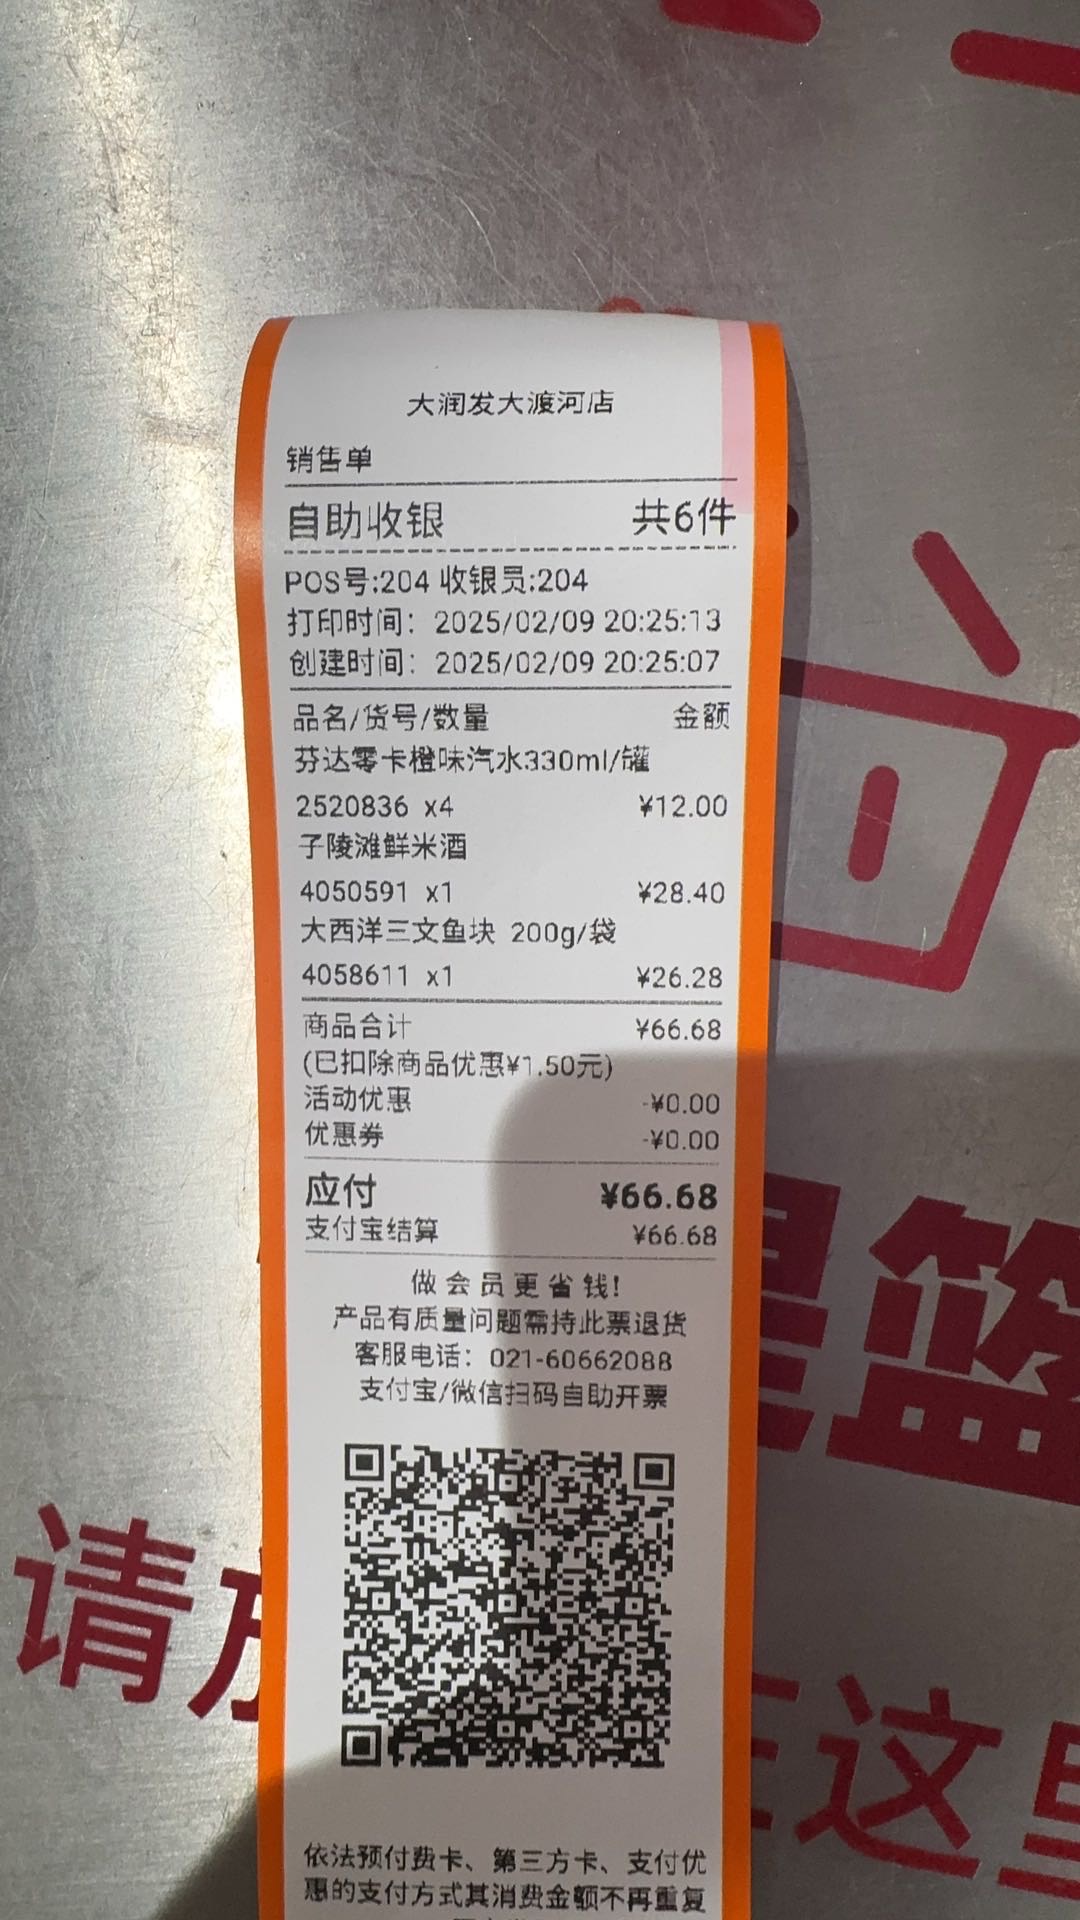 大润发大渡河店
销售单
自助收银 共6件
POS号:204 收银员:204
打印时间: 2025/02/09 20:25:13
创建时间: 2025/02/09 20:25:07
品名/货号/数量 金额
芬达零卡橙味汽水330ml/罐
2520836 x4 ¥12.00
子陵滩鲜米酒
4050591 x1 ¥28.40
大西洋三文鱼块 200g/袋
4058611 x1 ¥26.28
商品合计 ¥66.68
(已扣除商品优惠¥1.50元)
活动优惠 -¥0.00
优惠券 -¥0.00
应付 ¥66.68
支付宝结算 ¥66.68
做会员更省钱!
产品有质量问题需持此票退货
客服电话: 021-60662088
支付宝/微信扫码自助开票
依法预付费卡、第三方卡、支付优
惠的支付方式其消费金额不再重复
篮
请
这里